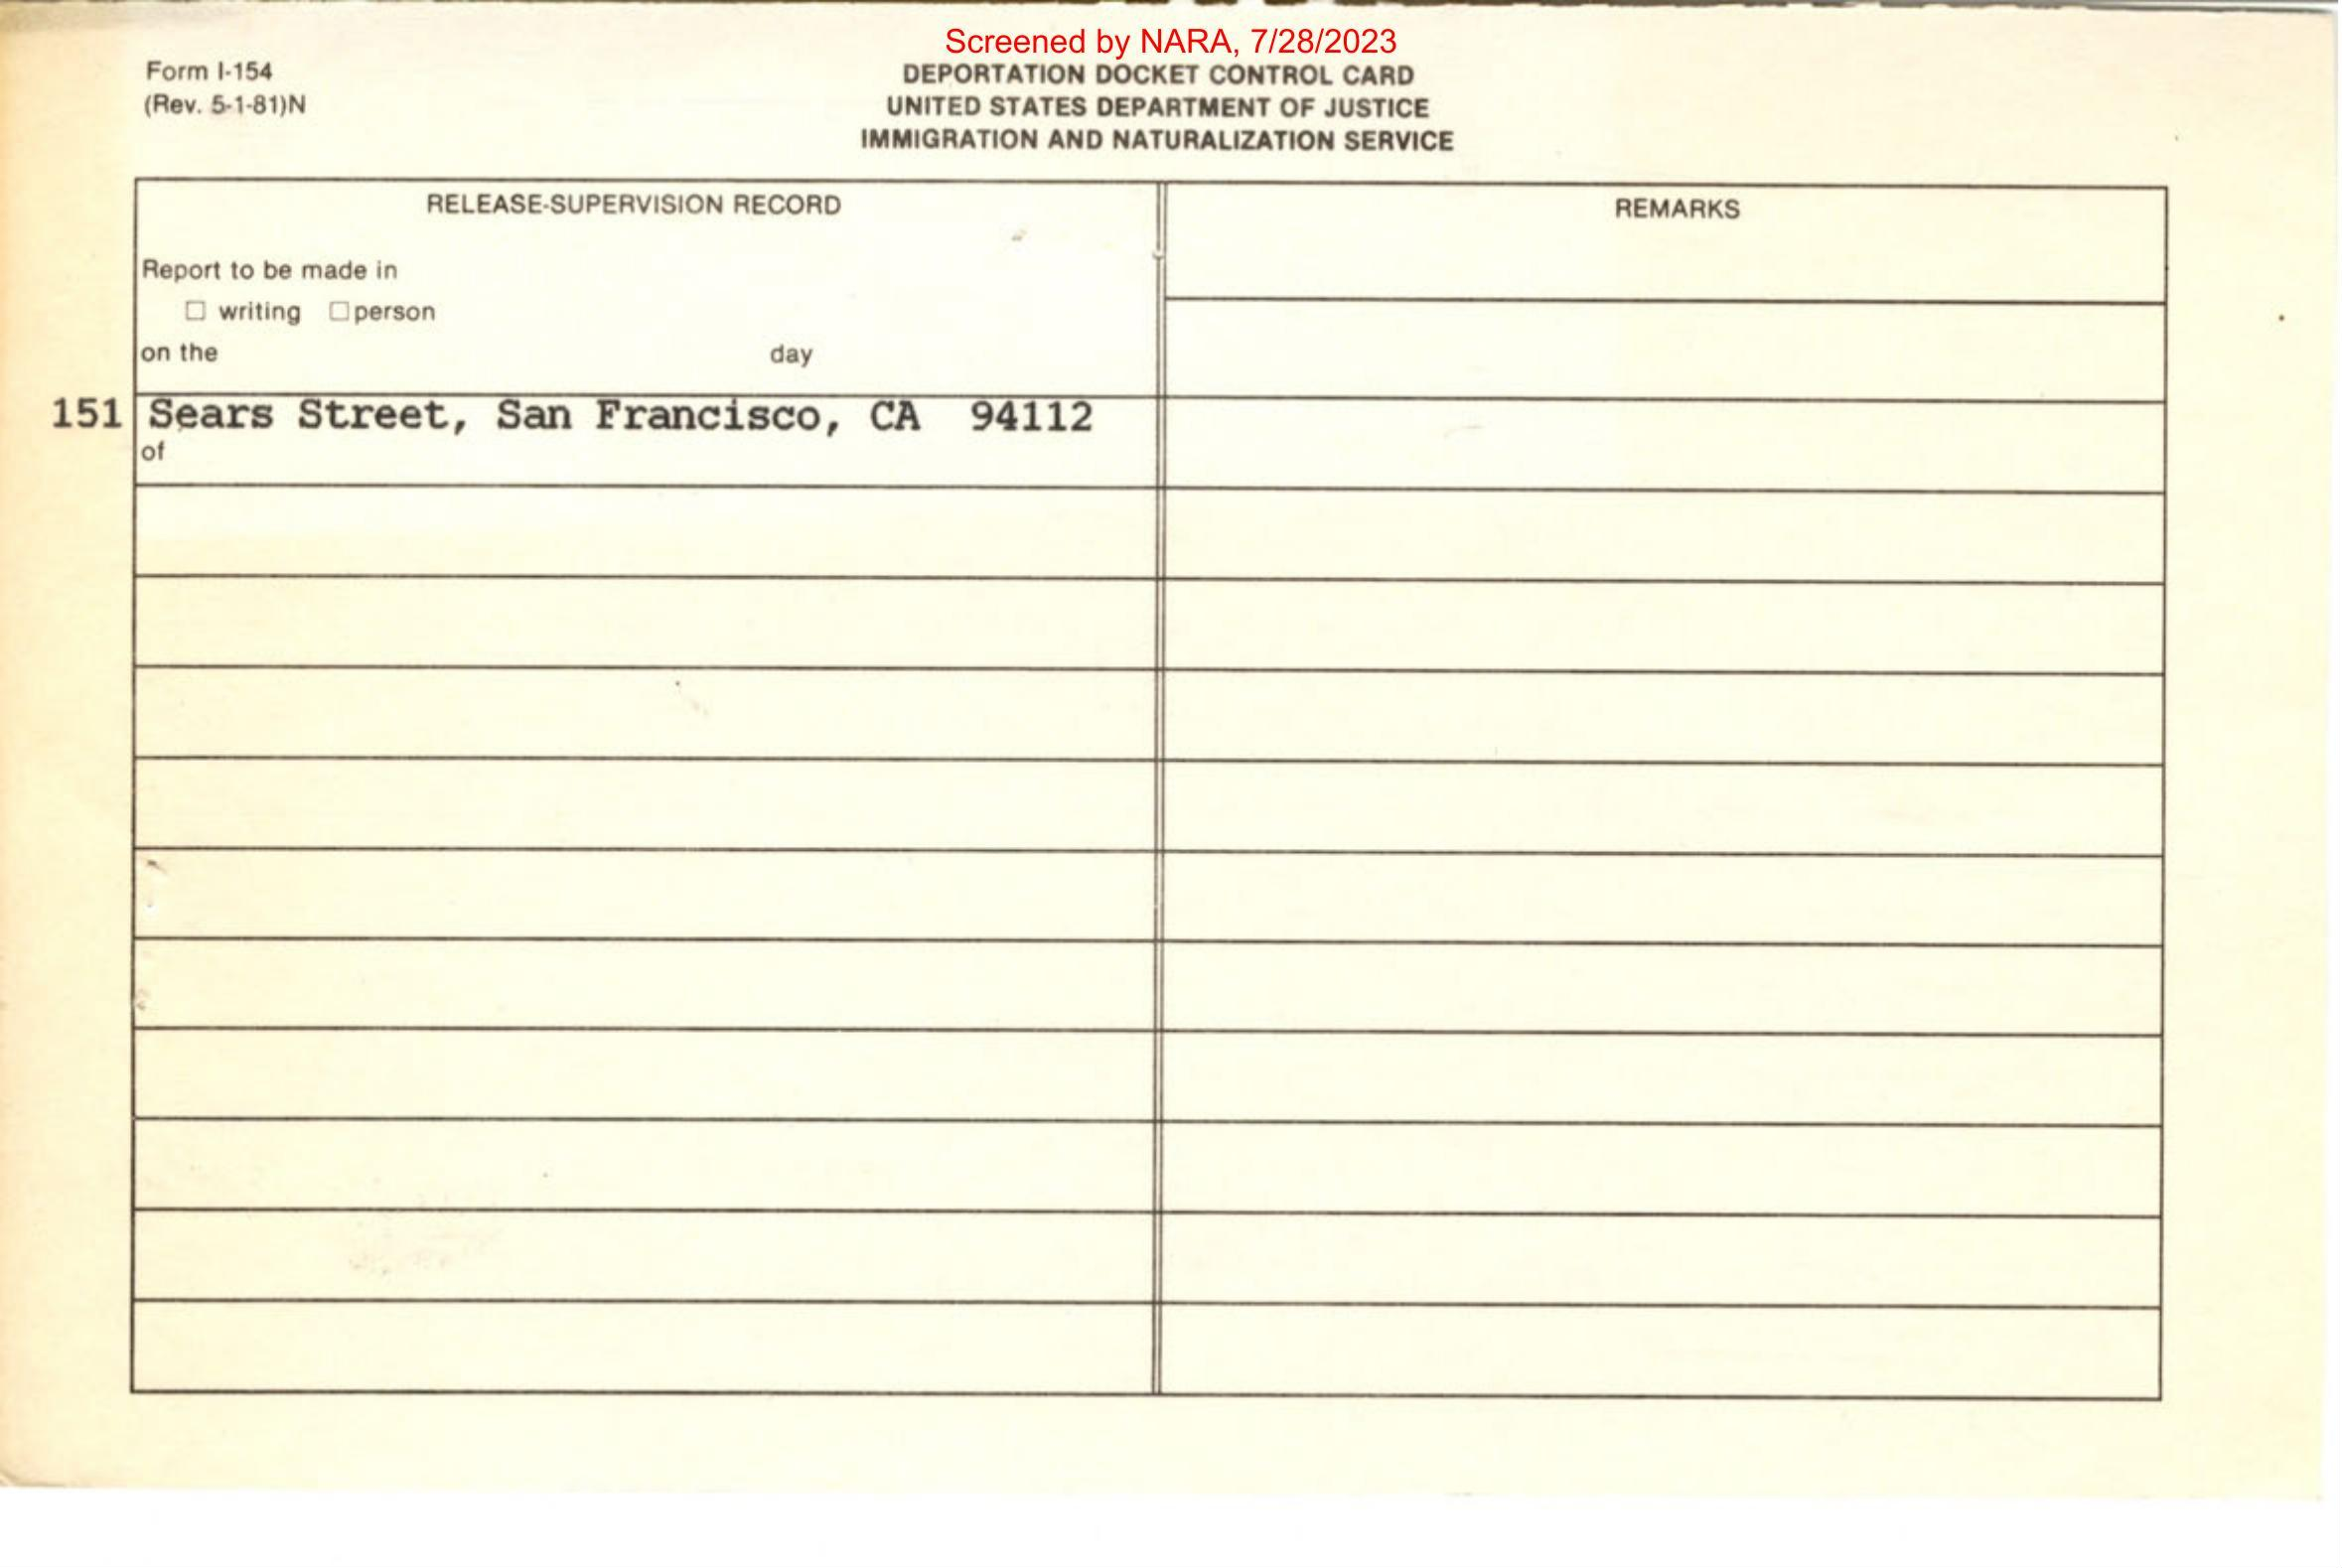 Screened by NARA, 7/28/2023
Form I-154
(Rev. 5-1-81)N
DEPORTATION DOCKET CONTROL CARD
UNITED STATES DEPARTMENT OF JUSTICE
IMMIGRATION AND NATURALIZATION SERVICE
RELEASE-SUPERVISION RECORD
REMARKS
Report to be made in
☐ writing ☐ person
on the day
151 Sears Street, San Francisco, CA 94112
of